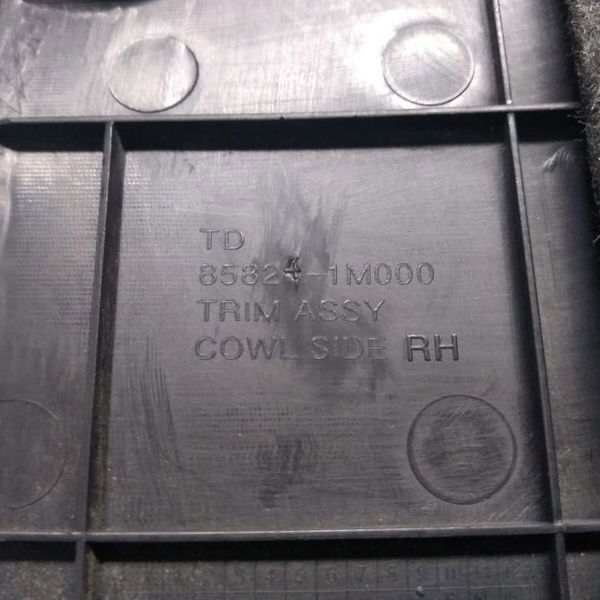 TD
85824-1M000
TRIM ASSY
COWL SIDE RH